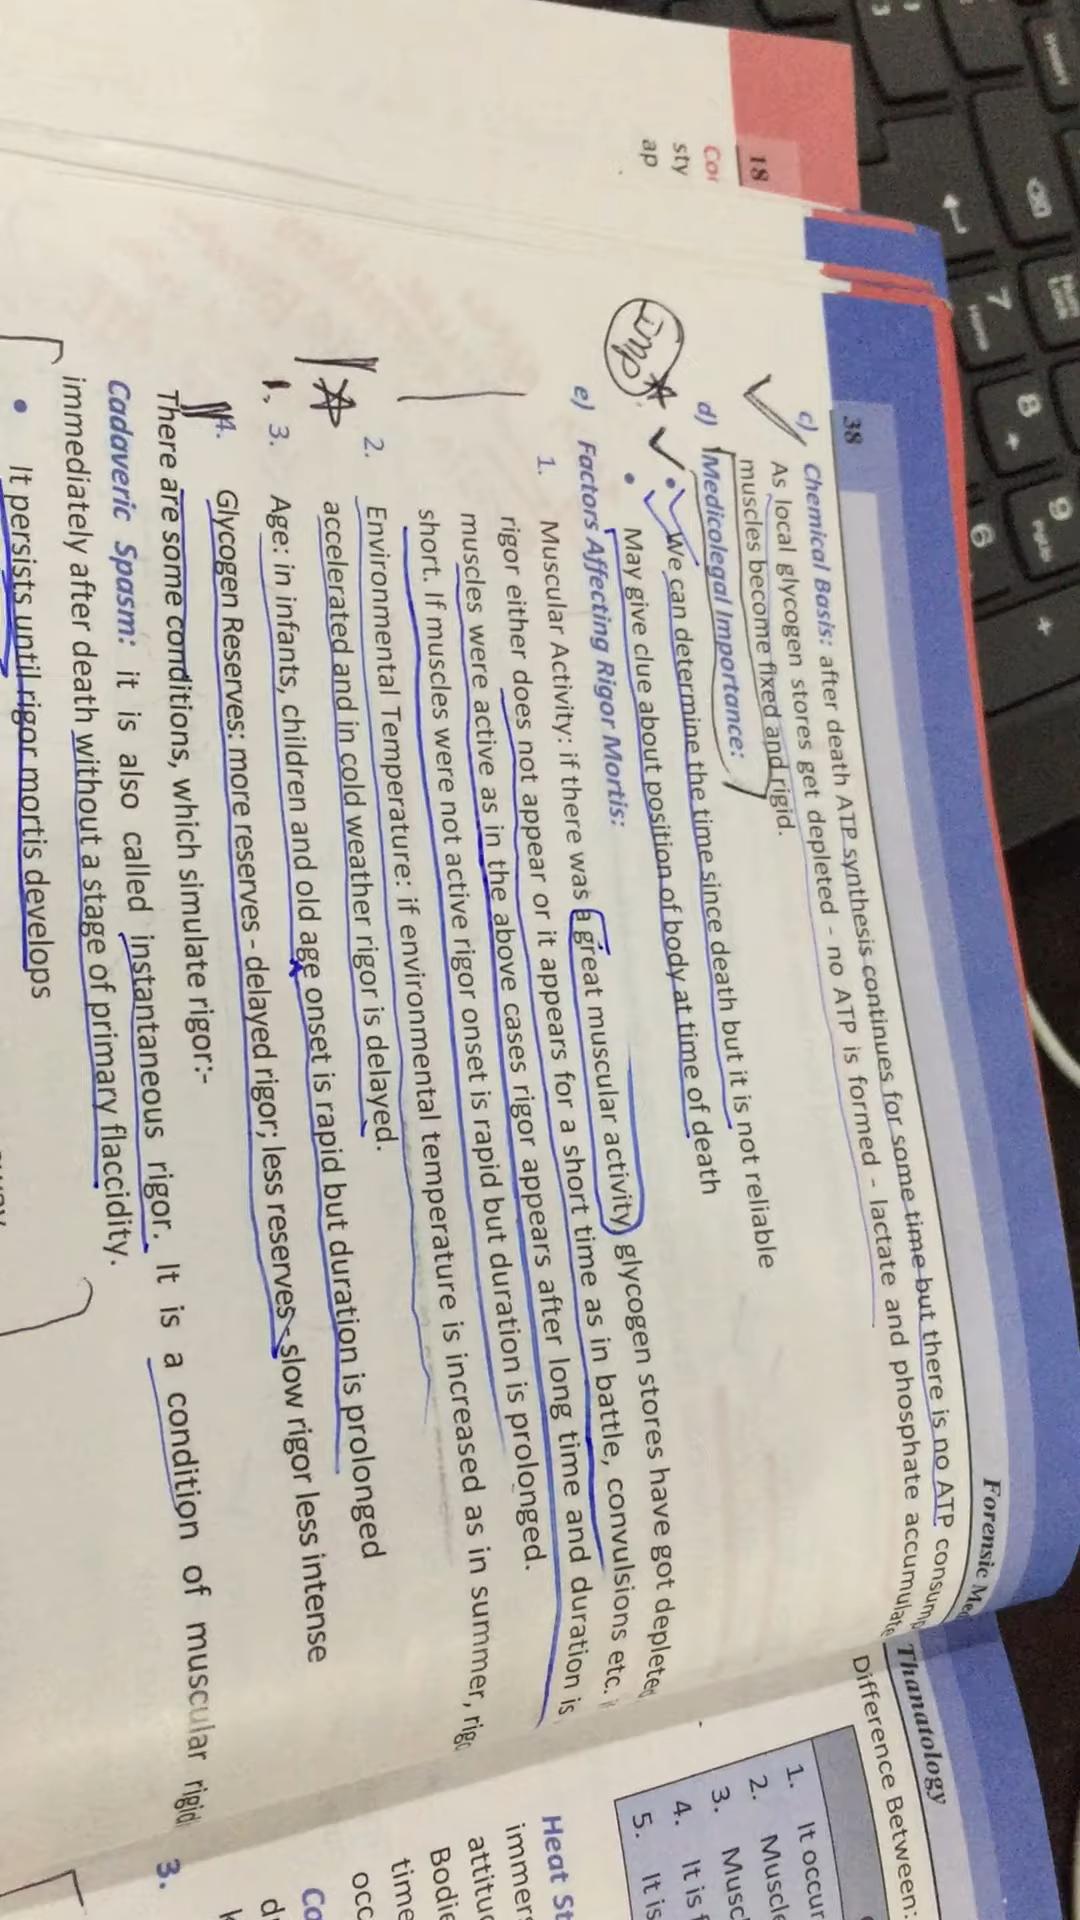 18
Cor
sty
ap
38
Forensic Me
c) Chemical Basis: after death ATP synthesis continues for some time but there is no ATP consump
As local glycogen stores get depleted - no ATP is formed - lactate and phosphate accumulate
muscles become fixed and rigid.
d) Medicolegal Importance:
• We can determine the time since death but it is not reliable
• May give clue about position of body at time of death
imp
e) Factors Affecting Rigor Mortis:
1. Muscular Activity: if there was a great muscular activity glycogen stores have got deplete
rigor either does not appear or it appears for a short time as in battle, convulsions etc.
muscles were active as in the above cases rigor appears after long time and duration is
short. If muscles were not active rigor onset is rapid but duration is prolonged.
2. Environmental Temperature: if environmental temperature is increased as in summer, rigo
accelerated and in cold weather rigor is delayed.
3. Age: in infants, children and old age onset is rapid but duration is prolonged
4. Glycogen Reserves: more reserves - delayed rigor; less reserves - slow rigor less intense
There are some conditions, which simulate rigor:-
Cadaveric Spasm: it is also called instantaneous rigor. It is a condition of muscular rigid
immediately after death without a stage of primary flaccidity.
• It persists until rigor mortis develops
Thanatology
Difference Between:
1. It occur
2. Muscle
3. Musc
4. It is f
5. It is
Heat St
immers
attitud
Bodie
time
occ
Co
3.
7
8
9
6
+